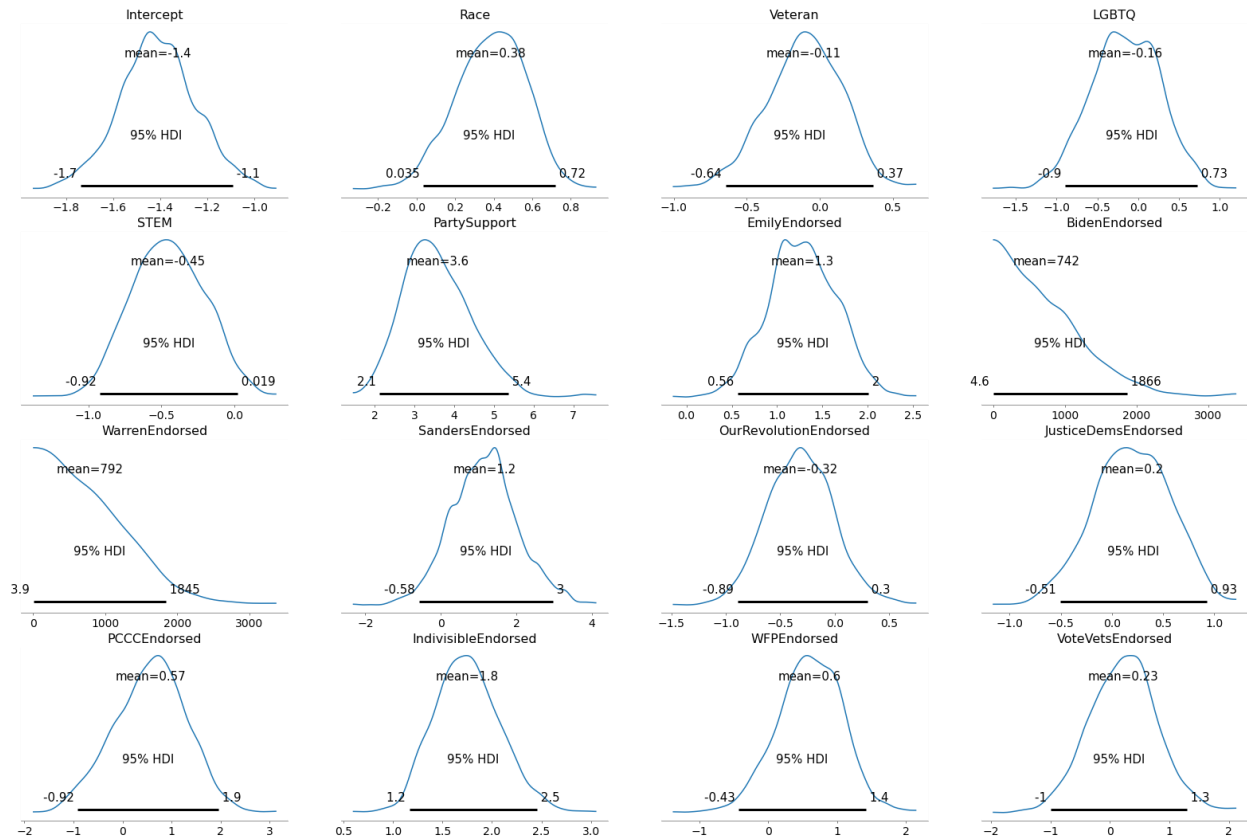 Intercept Race Veteran LGBTQ
mean=-1.4 mean=0.38 mean=-0.11 mean=-0.16
95% HDI 95% HDI 95% HDI 95% HDI
-1.7 -1.1 0.035 0.72 -0.64 0.37 -0.9 0.73
−1.8 −1.6 −1.4 −1.2 −1.0 −0.2 0.0 0.2 0.4 0.6 0.8 −1.0 −0.5 0.0 0.5 −1.5 −1.0 −0.5 0.0 0.5 1.0
STEM PartySupport EmilyEndorsed BidenEndorsed
mean=-0.45 mean=3.6 mean=1.3 mean=742
95% HDI 95% HDI 95% HDI 95% HDI
-0.92 0.019 2.1 5.4 0.56 2 4.6 1866
−1.0 −0.5 0.0 2 3 4 5 6 7 0.0 0.5 1.0 1.5 2.0 2.5 0 1000 2000 3000
WarrenEndorsed SandersEndorsed OurRevolutionEndorsed JusticeDemsEndorsed
mean=792 mean=1.2 mean=-0.32 mean=0.2
95% HDI 95% HDI 95% HDI 95% HDI
3.9 1845 -0.58 3 -0.89 0.3 -0.51 0.93
0 1000 2000 3000 −2 0 2 4 −1.5 −1.0 −0.5 0.0 0.5 −1.0 −0.5 0.0 0.5 1.0
PCCCEndorsed IndivisibleEndorsed WFPEndorsed VoteVetsEndorsed
mean=0.57 mean=1.8 mean=0.6 mean=0.23
95% HDI 95% HDI 95% HDI 95% HDI
-0.92 1.9 1.2 2.5 -0.43 1.4 -1 1.3
−2 −1 0 1 2 3 0.5 1.0 1.5 2.0 2.5 3.0 −1 0 1 2 −2 −1 0 1 2